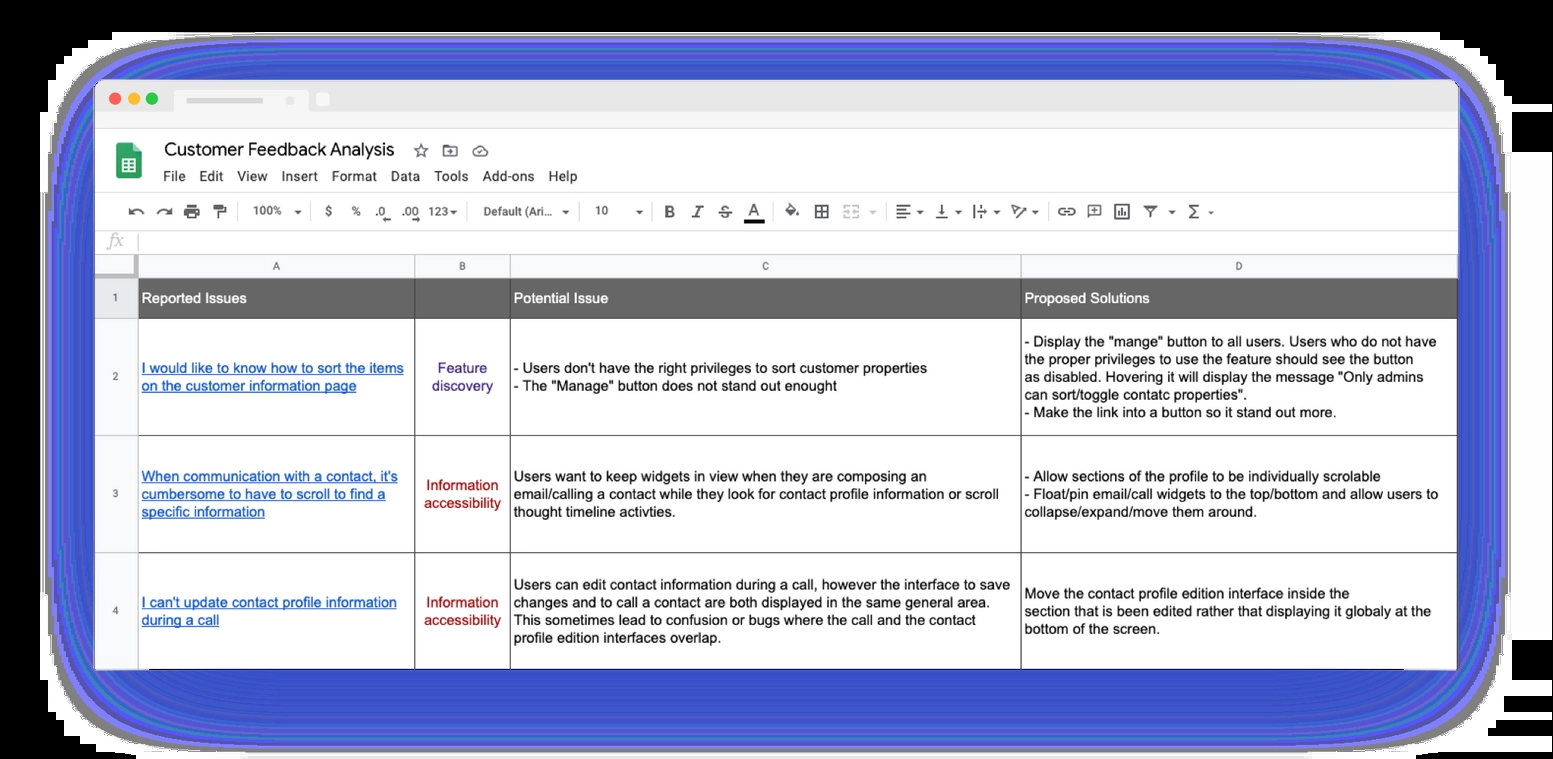 Customer Feedback Analysis
File Edit View Insert Format Data Tools Add-ons Help
100% $ % .0 .00 123 Default (Ari... 10 B I S A Σ
fx
A B C D
1 Reported Issues Potential Issue Proposed Solutions
2
I would like to know how to sort the items
on the customer information page
Feature
discovery
- Users don't have the right privileges to sort customer properties
- The "Manage" button does not stand out enought
- Display the "mange" button to all users. Users who do not have
the proper privileges to use the feature should see the button
as disabled. Hovering it will display the message "Only admins
can sort/toggle contatc properties".
- Make the link into a button so it stand out more.
3
When communication with a contact, it's
cumbersome to have to scroll to find a
specific information
Information
accessibility
Users want to keep widgets in view when they are composing an
email/calling a contact while they look for contact profile information or scroll
thought timeline activties.
- Allow sections of the profile to be individually scrolable
- Float/pin email/call widgets to the top/bottom and allow users to
collapse/expand/move them around.
4
I can't update contact profile information
during a call
Information
accessibility
Users can edit contact information during a call, however the interface to save
changes and to call a contact are both displayed in the same general area.
This sometimes lead to confusion or bugs where the call and the contact
profile edition interfaces overlap.
Move the contact profile edition interface inside the
section that is been edited rather that displaying it globaly at the
bottom of the screen.